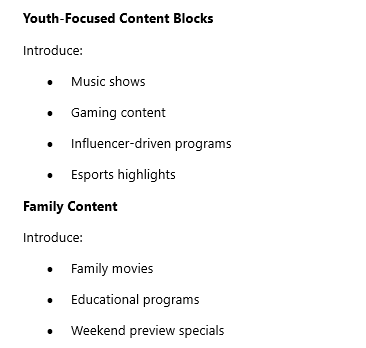 Youth-Focused Content Blocks
Introduce:
• Music shows
• Gaming content
• Influencer-driven programs
• Esports highlights
Family Content
Introduce:
• Family movies
• Educational programs
• Weekend preview specials